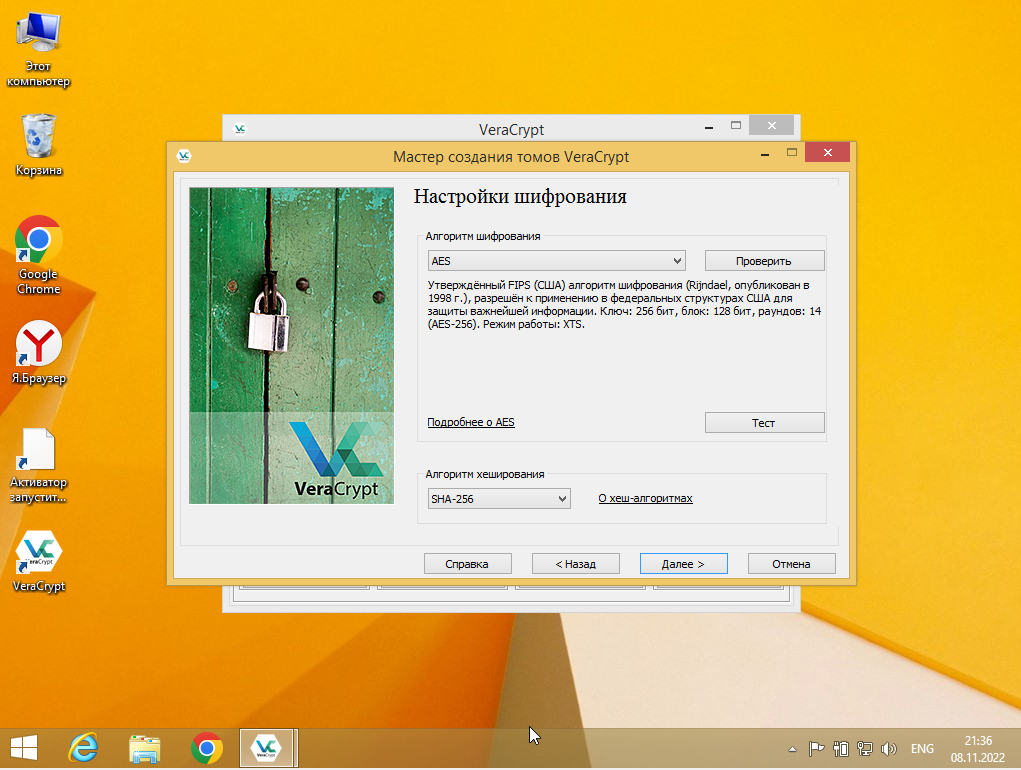 Этот
компьютер
Корзина
Google
Chrome
Я.Браузер
Активатор
запустит...
VeraCrypt
VeraCrypt
Мастер создания томов VeraCrypt
VeraCrypt
Настройки шифрования
Алгоритм шифрования
AES
Проверить
Утверждённый FIPS (США) алгоритм шифрования (Rijndael, опубликован в
1998 г.), разрешён к применению в федеральных структурах США для
защиты важнейшей информации. Ключ: 256 бит, блок: 128 бит, раундов: 14
(AES-256). Режим работы: XTS.
Подробнее о AES
Тест
Алгоритм хеширования
SHA-256
О хеш-алгоритмах
Справка
< Назад
Далее >
Отмена
ENG
21:36
08.11.2022